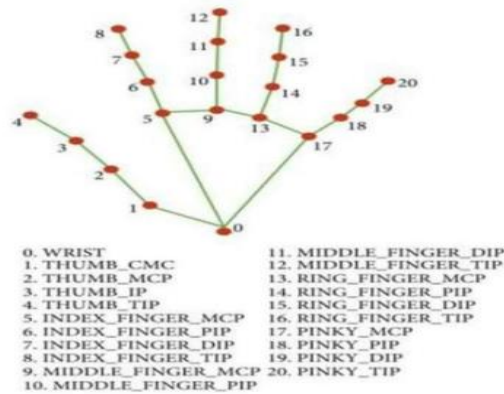 12
16
8
11
7
15
20
10
6
14
19
4
5
9
13
18
3
17
2
1
0
0. WRIST
1. THUMB_CMC
2. THUMB_MCP
3. THUMB_IP
4. THUMB_TIP
5. INDEX_FINGER_MCP
6. INDEX_FINGER_PIP
7. INDEX_FINGER_DIP
8. INDEX_FINGER_TIP
9. MIDDLE_FINGER_MCP
10. MIDDLE_FINGER_PIP
11. MIDDLE_FINGER_DIP
12. MIDDLE_FINGER_TIP
13. RING_FINGER_MCP
14. RING_FINGER_PIP
15. RING_FINGER_DIP
16. RING_FINGER_TIP
17. PINKY_MCP
18. PINKY_PIP
19. PINKY_DIP
20. PINKY_TIP